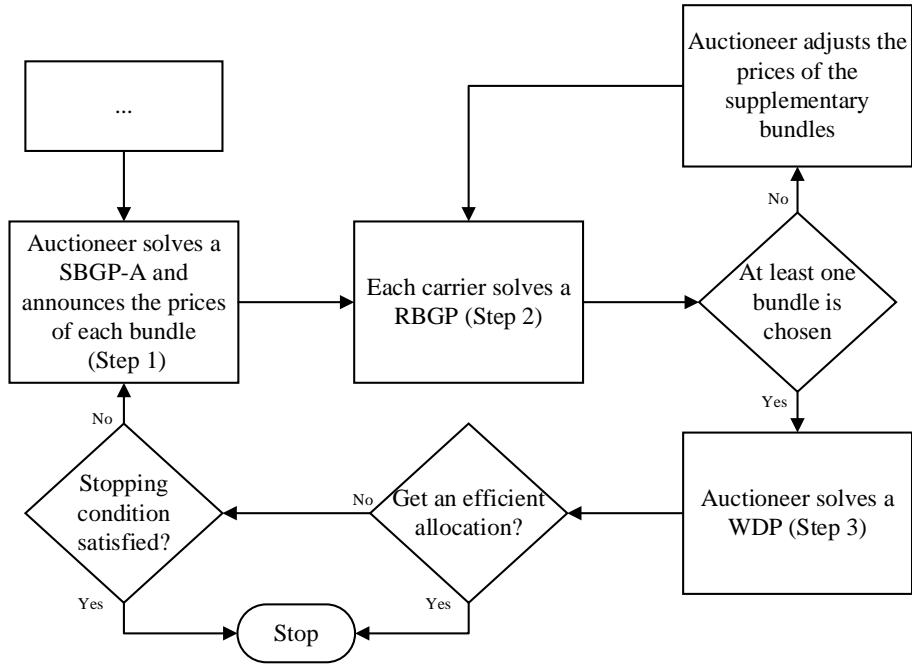 Auctioneer adjusts the
prices of the
supplementary
bundles
...
No
Auctioneer solves a
SBGP-A and
announces the prices
of each bundle
(Step 1)
Each carrier solves a
RBGP (Step 2)
At least one
bundle is
chosen
No
Yes
Stopping
condition
satisfied?
No
Get an efficient
allocation?
Auctioneer solves a
WDP (Step 3)
Yes
Yes
Stop